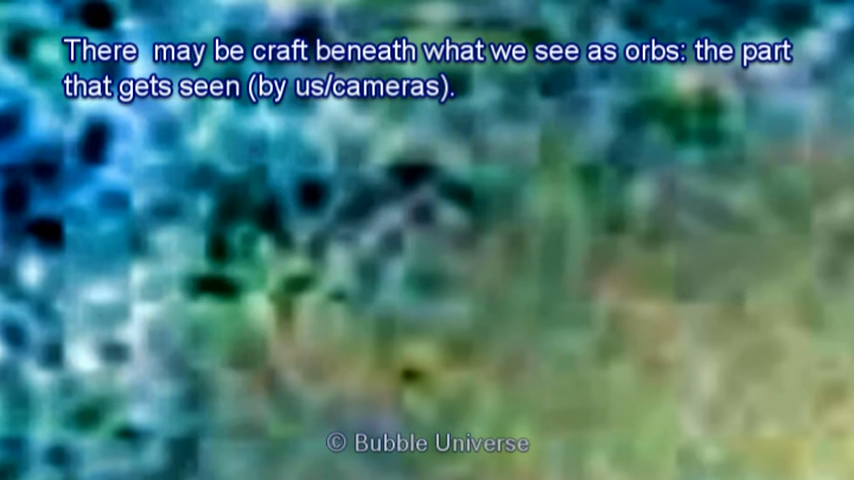 There  may be craft beneath what we see as orbs: the part
that gets seen (by us/cameras).
© Bubble Universe